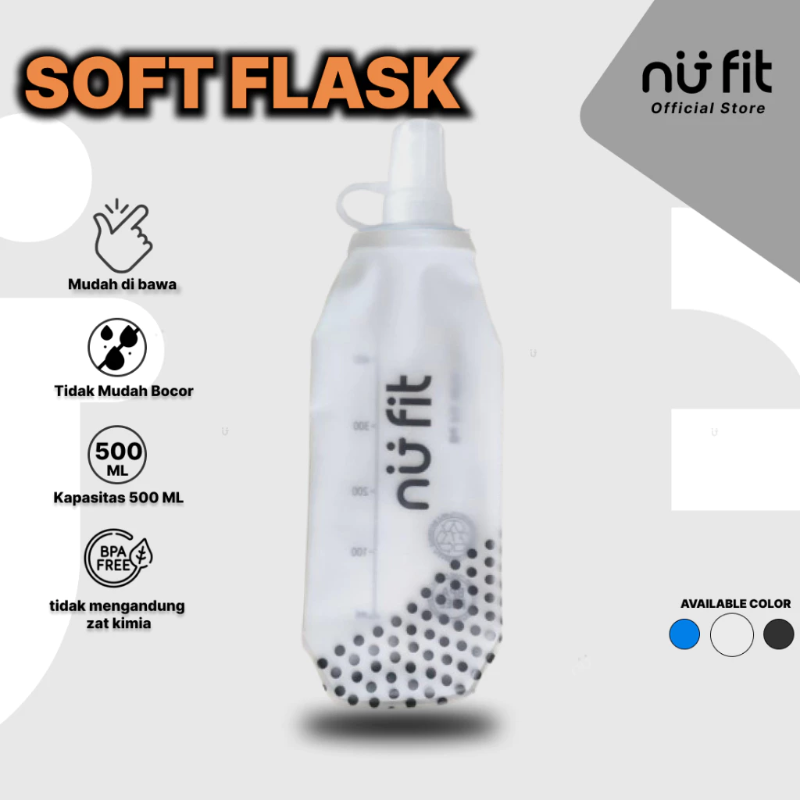 SOFT FLASK
nü fit
Official Store
Mudah di bawa
Tidak Mudah Bocor
500
ML
Kapasitas 500 ML
BPA
FREE
tidak mengandung
zat kimia
nü fit
300
200
100
AVAILABLE COLOR